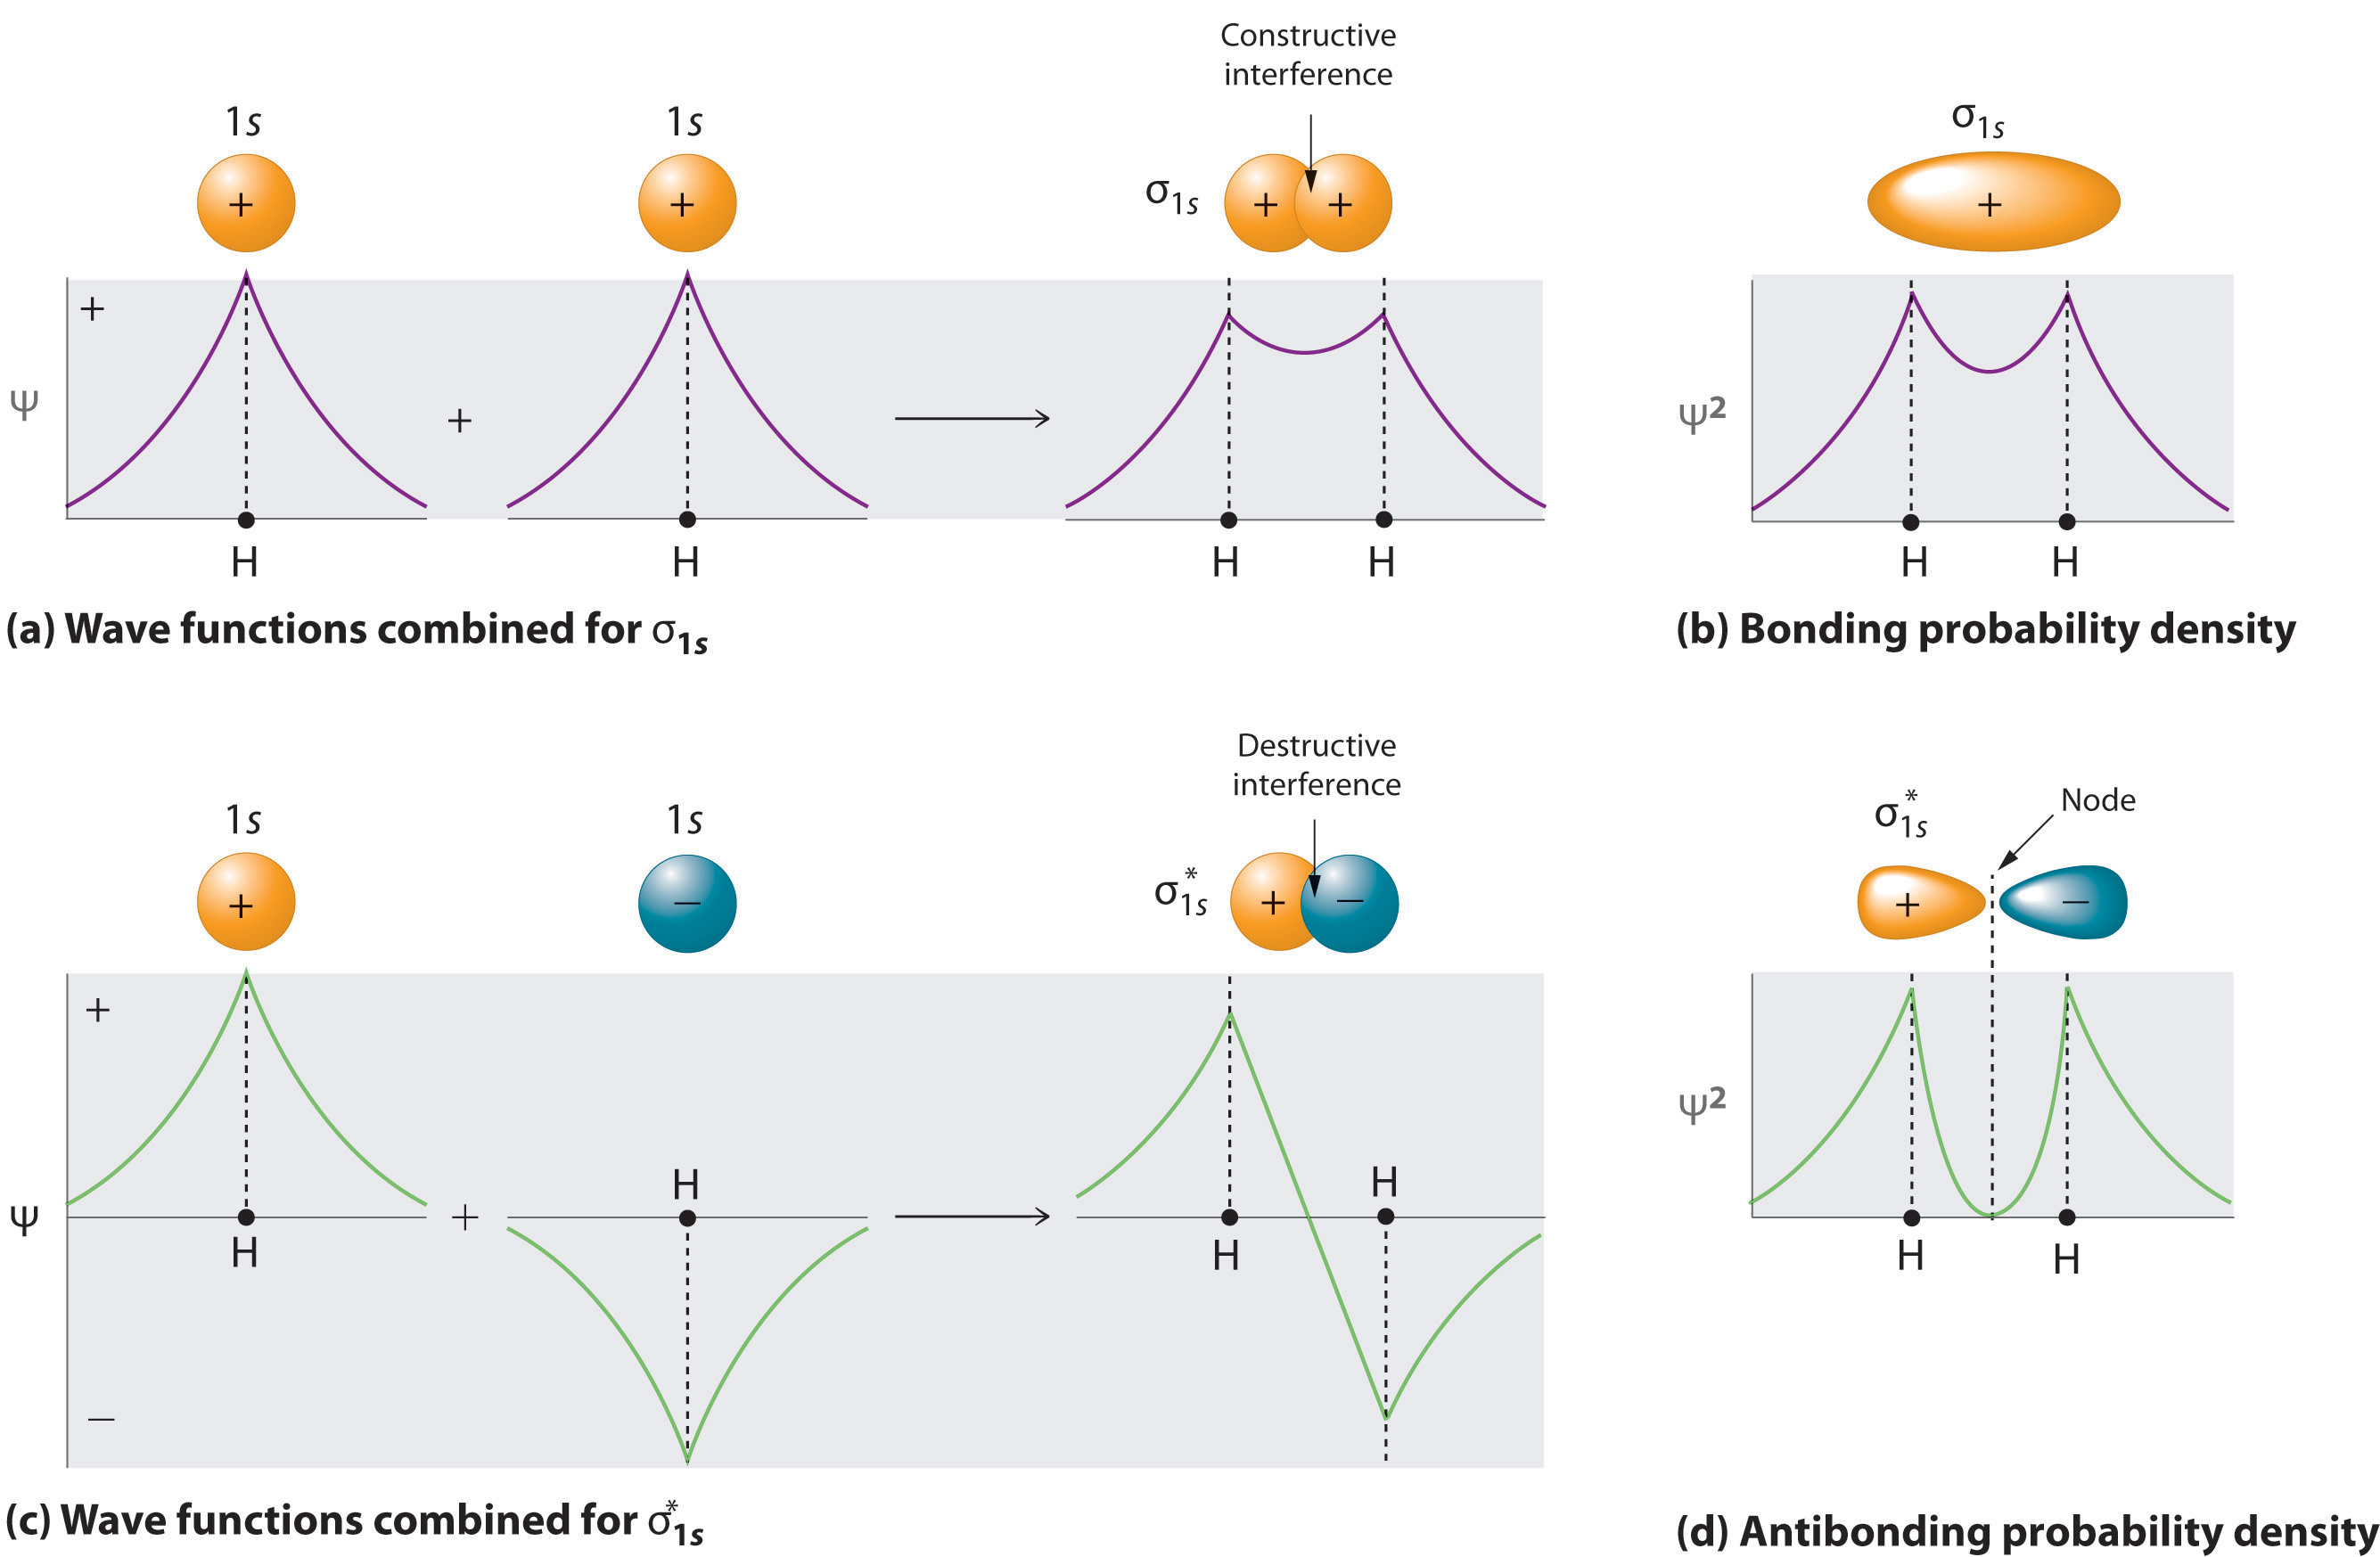 Constructive
interference
1s
1s
σ1s
σ1s
+
+
+
+
+
+
ψ
+
ψ²
H
H
H
H
H
H
(a) Wave functions combined for σ1s
(b) Bonding probability density
Destructive
interference
1s
1s
σ*1s
σ*1s
Node
+
−
+
−
+
−
+
H
H
ψ
+
H
H
ψ²
H
H
−
(c) Wave functions combined for σ*1s
(d) Antibonding probability density